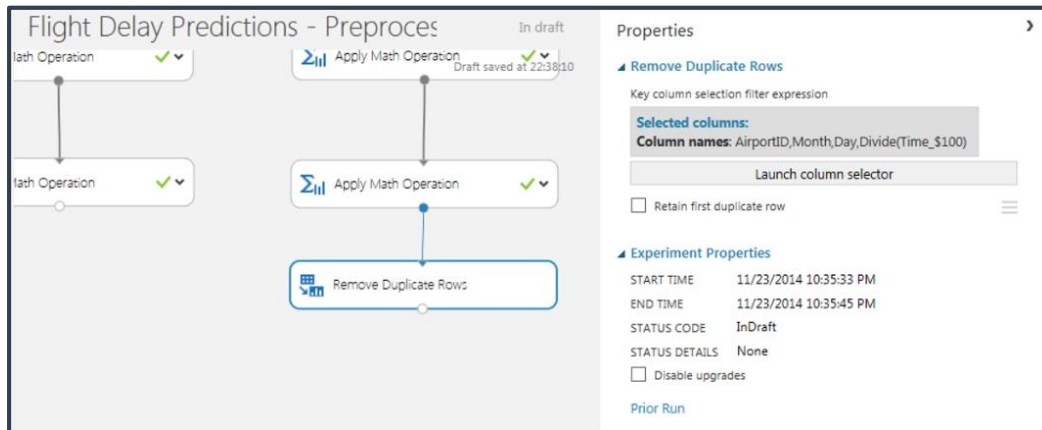 Flight Delay Predictions - Preproces
In draft
Math Operation
Apply Math Operation
Draft saved at 22:38:10
Math Operation
Apply Math Operation
Remove Duplicate Rows
Properties
Remove Duplicate Rows
Key column selection filter expression
Selected columns:
Column names: AirportID,Month,Day,Divide(Time_$100)
Launch column selector
Retain first duplicate row
Experiment Properties
START TIME 11/23/2014 10:35:33 PM
END TIME 11/23/2014 10:35:45 PM
STATUS CODE InDraft
STATUS DETAILS None
Disable upgrades
Prior Run